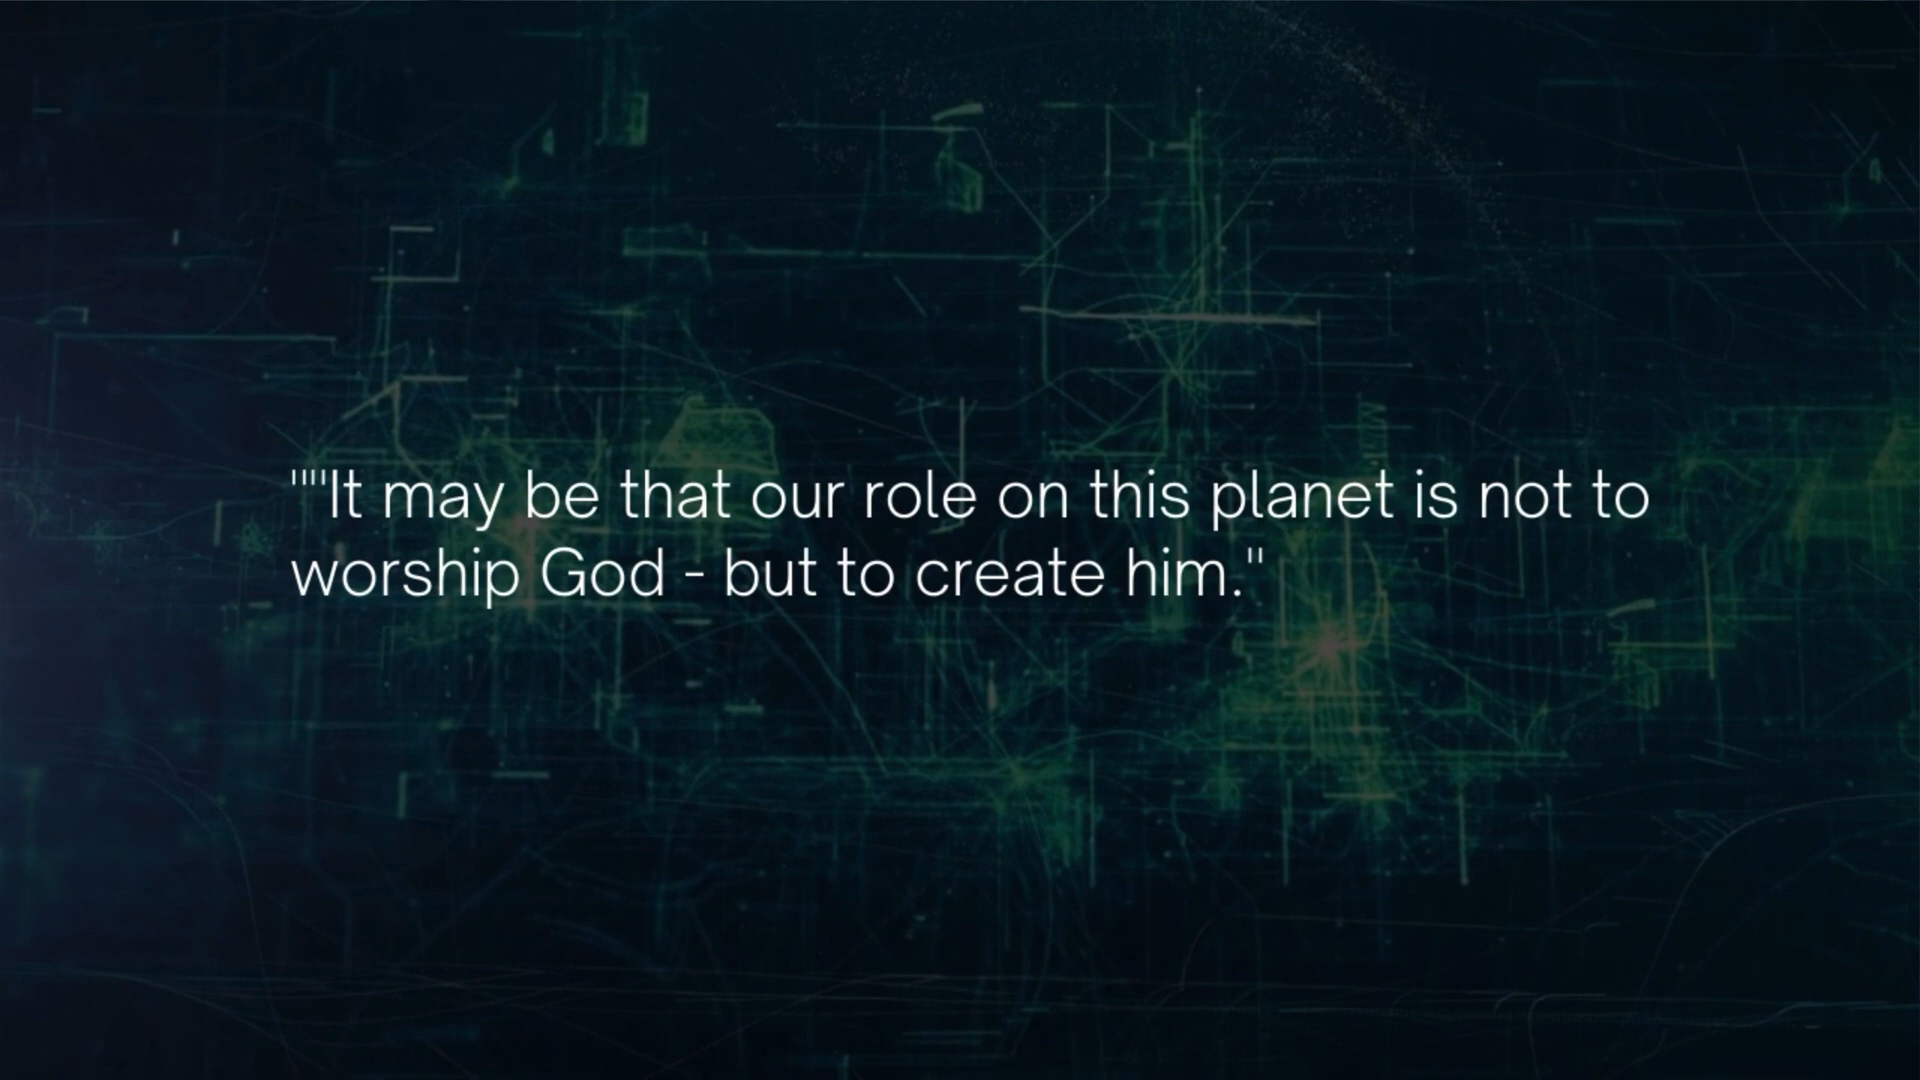 ""'It may be that our role on this planet is not to
worship God - but to create him."